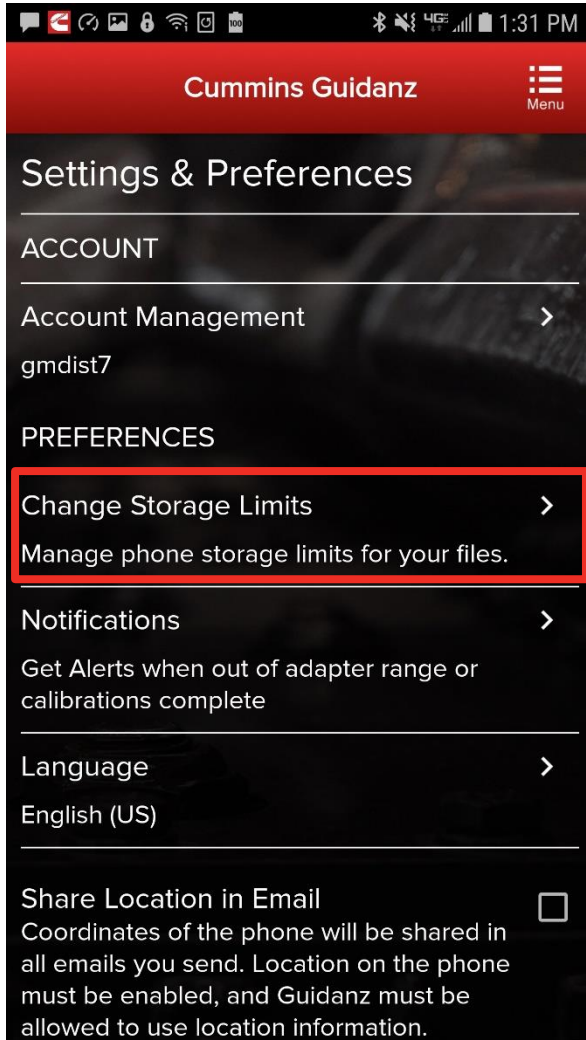 100
4G
1:31 PM
Cummins Guidanz
Menu
Settings & Preferences
ACCOUNT
Account Management
gmdist7
PREFERENCES
Change Storage Limits
Manage phone storage limits for your files.
Notifications
Get Alerts when out of adapter range or
calibrations complete
Language
English (US)
Share Location in Email
Coordinates of the phone will be shared in
all emails you send. Location on the phone
must be enabled, and Guidanz must be
allowed to use location information.